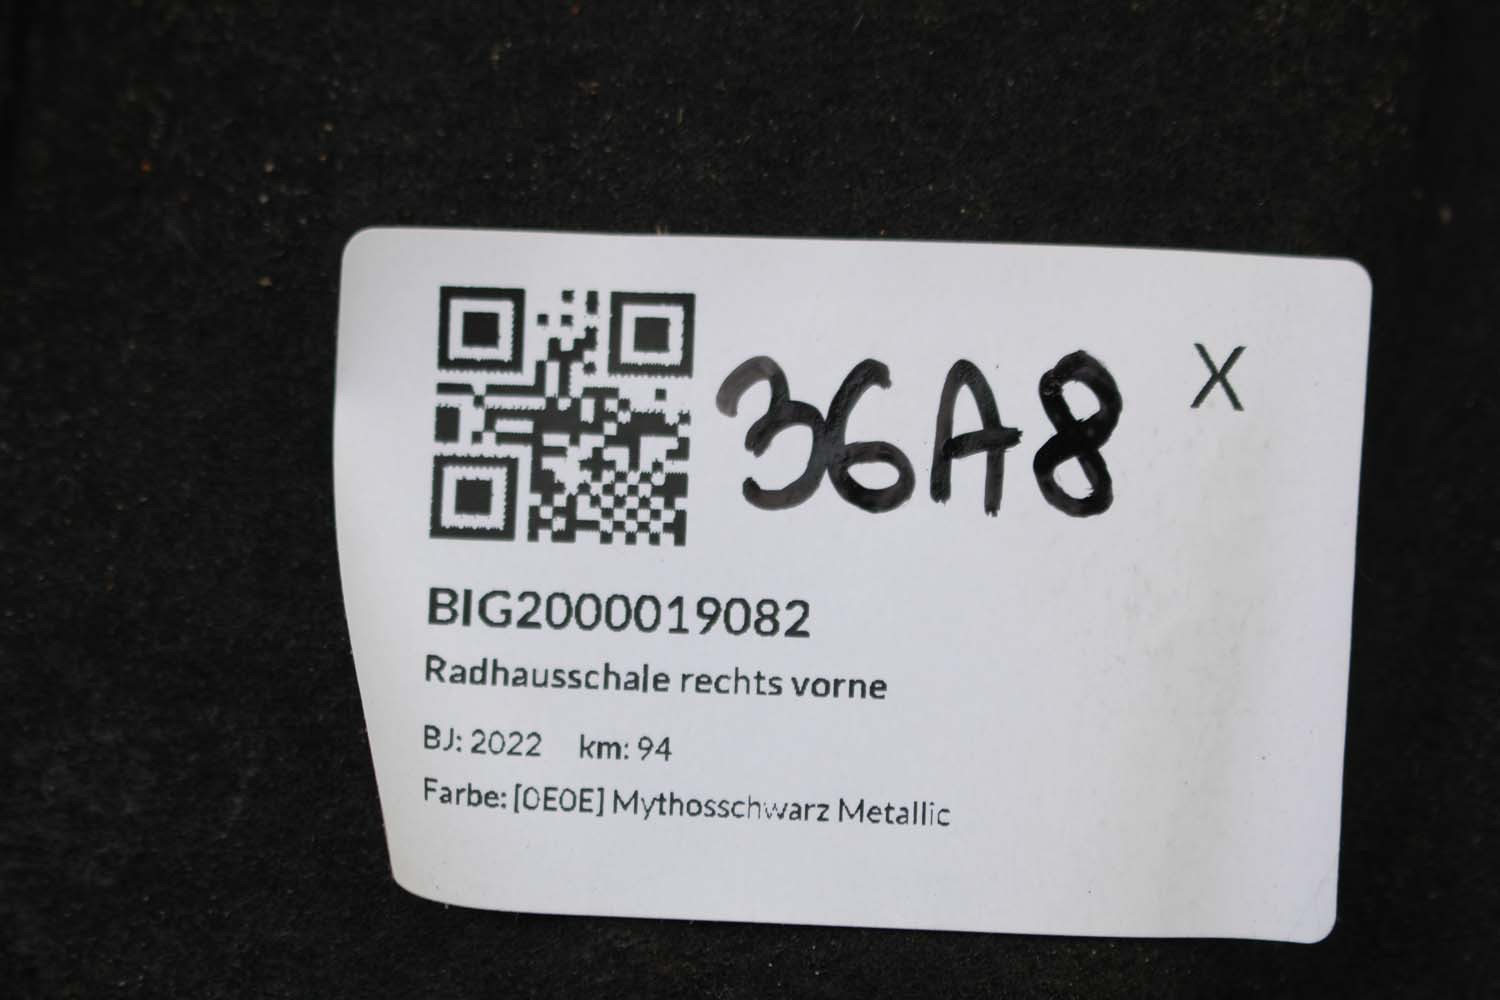 36A8 X
BIG2000019082
Radhausschale rechts vorne
BJ: 2022 km: 94
Farbe: [0E0E] Mythosschwarz Metallic